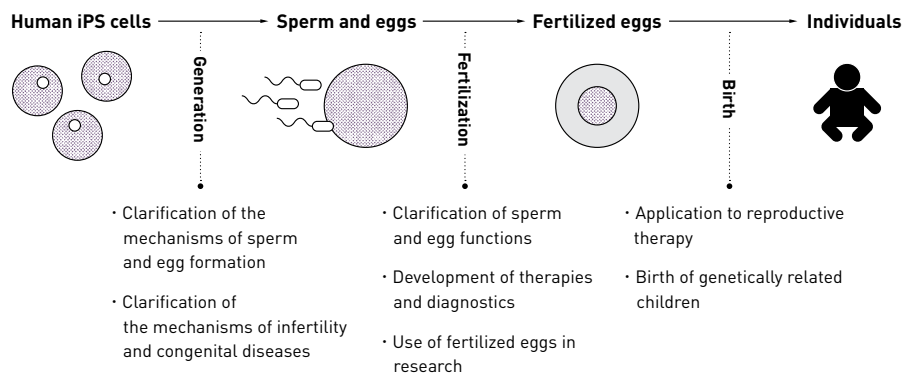 Human iPS cells
Sperm and eggs
Fertilized eggs
Individuals
Generation
Fertilization
Birth
・Clarification of the
mechanisms of sperm
and egg formation
・Clarification of
the mechanisms of infertility
and congenital diseases
・Clarification of sperm
and egg functions
・Development of therapies
and diagnostics
・Use of fertilized eggs in
research
・Application to reproductive
therapy
・Birth of genetically related
children